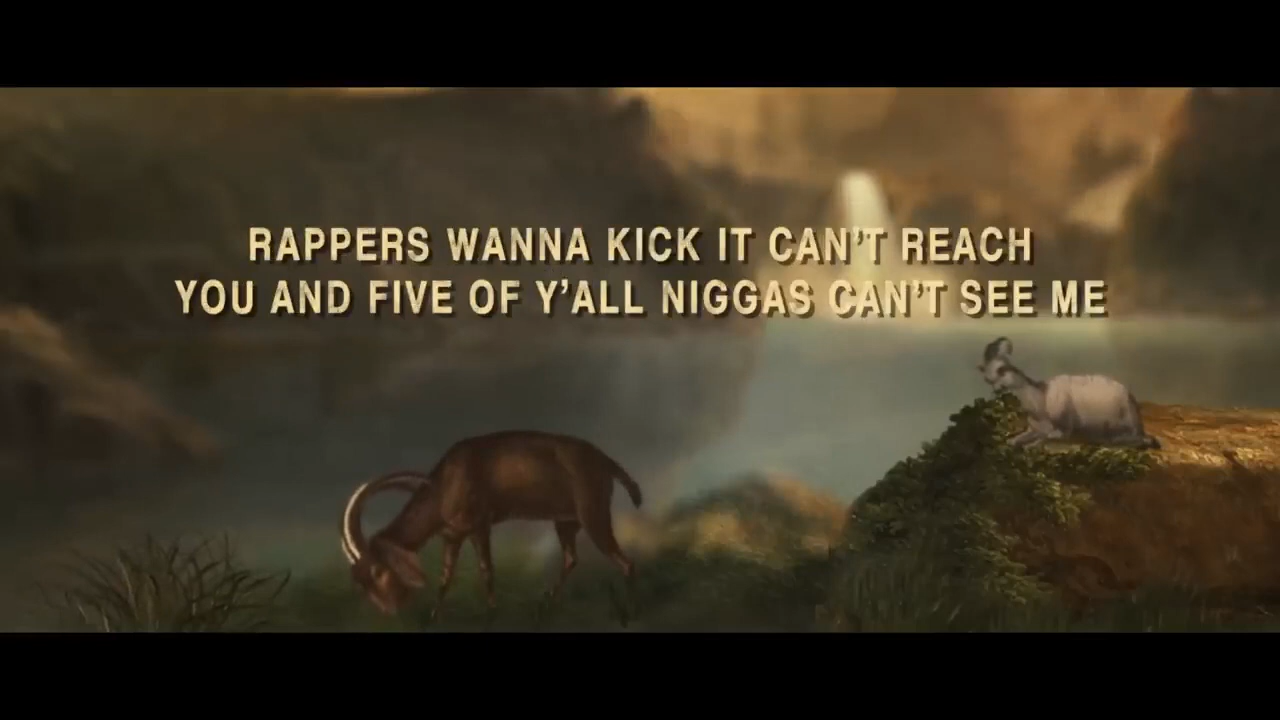 RAPPERS WANNA KICK IT CAN'T REACH
YOU AND FIVE OF Y'ALL NIGGAS CAN'T SEE ME